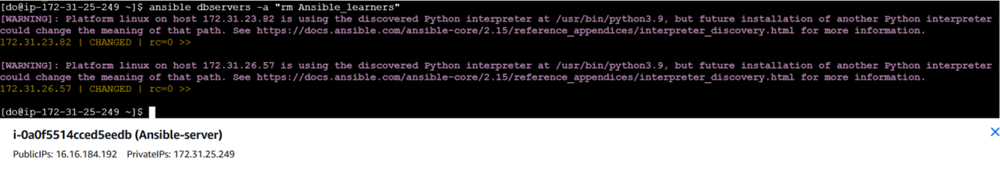 [do@ip-172-31-25-249 ~]$ ansible dbservers -a "rm Ansible_learners"
[WARNING]: Platform linux on host 172.31.23.82 is using the discovered Python interpreter at /usr/bin/python3.9, but future installation of another Python interpreter
could change the meaning of that path. See https://docs.ansible.com/ansible-core/2.15/reference_appendices/interpreter_discovery.html for more information.
172.31.23.82 | CHANGED | rc=0 >>
[WARNING]: Platform linux on host 172.31.26.57 is using the discovered Python interpreter at /usr/bin/python3.9, but future installation of another Python interpreter
could change the meaning of that path. See https://docs.ansible.com/ansible-core/2.15/reference_appendices/interpreter_discovery.html for more information.
172.31.26.57 | CHANGED | rc=0 >>
[do@ip-172-31-25-249 ~]$
i-0a0f5514cced5eedb (Ansible-server)
PublicIPs: 16.16.184.192 PrivateIPs: 172.31.25.249